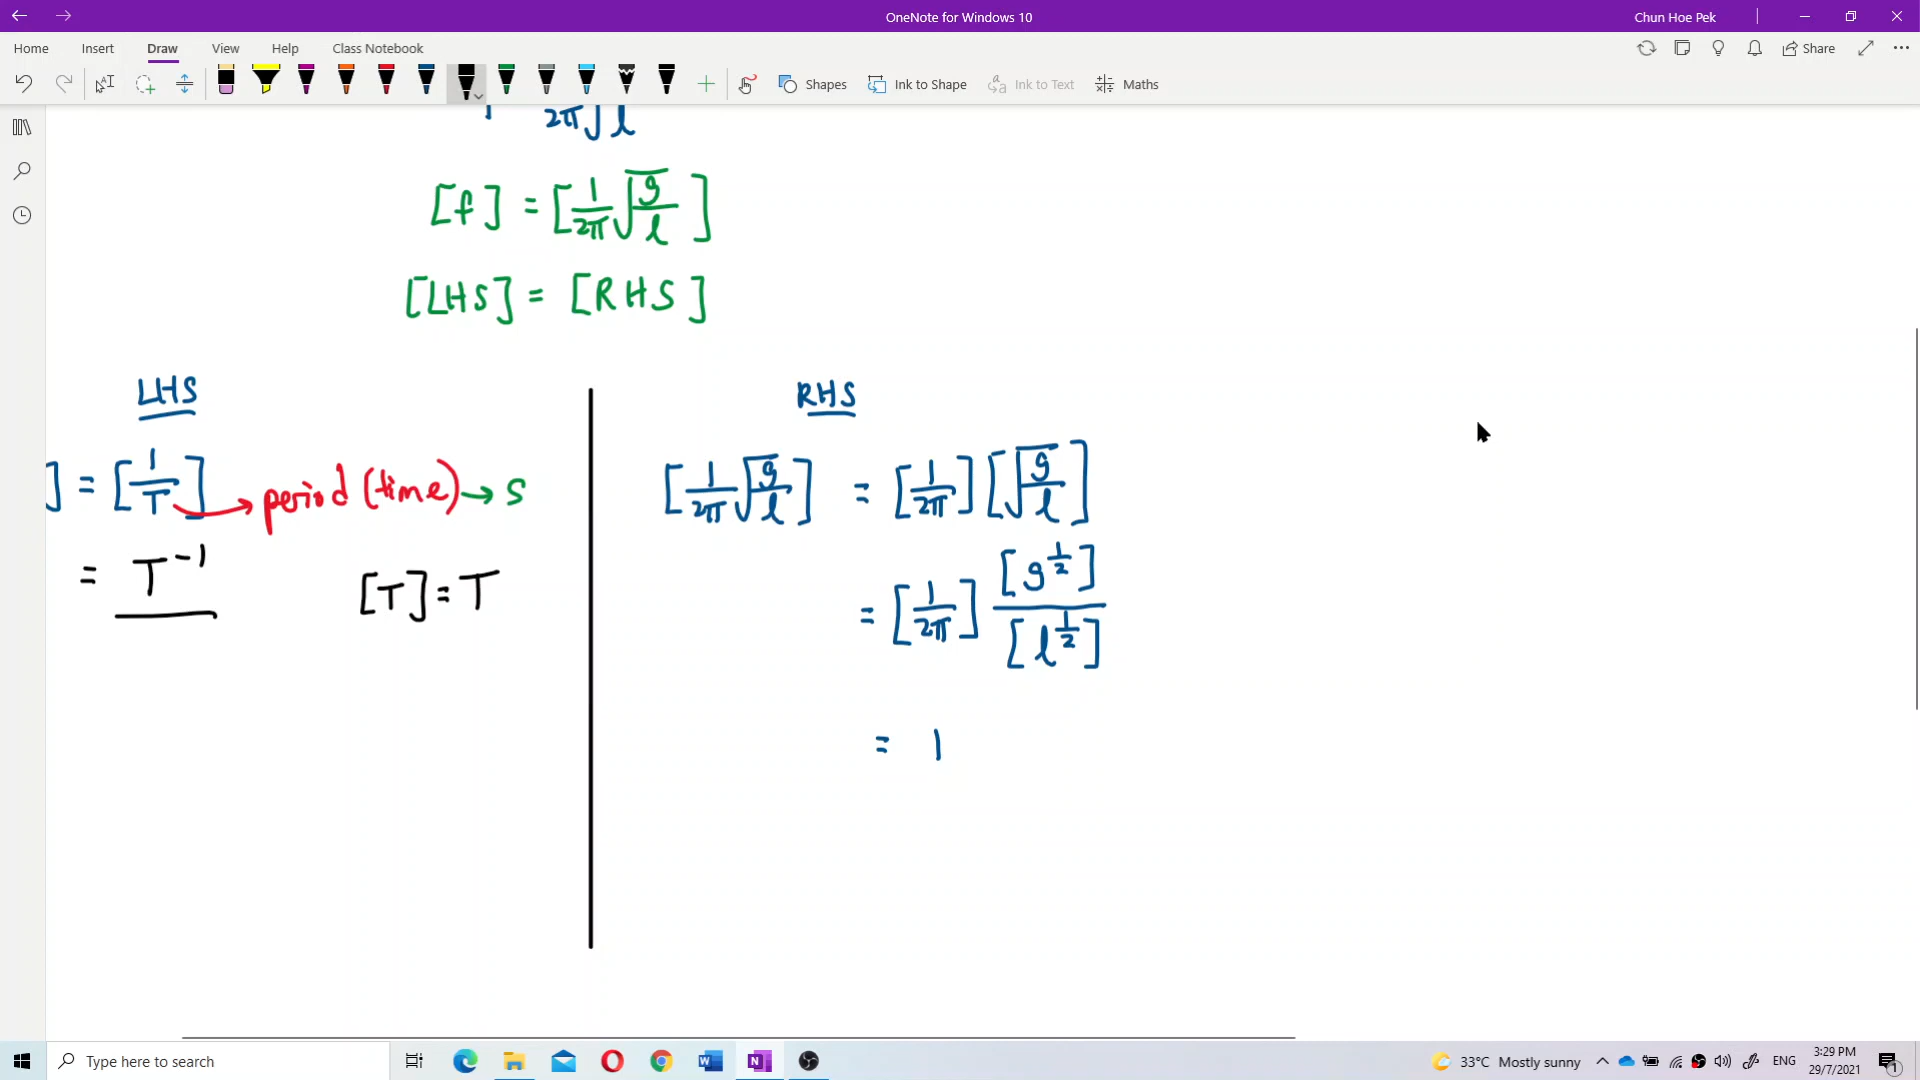 OneNote for Windows 10
Chun Hoe Pek
Home Insert Draw View Help Class Notebook
Share
Shapes Ink to Shape Ink to Text Maths
2π√l
[f] = [1/2π √g/l]
[LHS] = [RHS]
LHS
] = [1/T] → period (time) → s
= T⁻¹
[T] = T
RHS
[1/2π √g/l] = [1/2π] [√g/l]
= [1/2π] [g^1/2]/[l^1/2]
= 1
Type here to search
33°C Mostly sunny
ENG
3:29 PM
29/7/2021
1